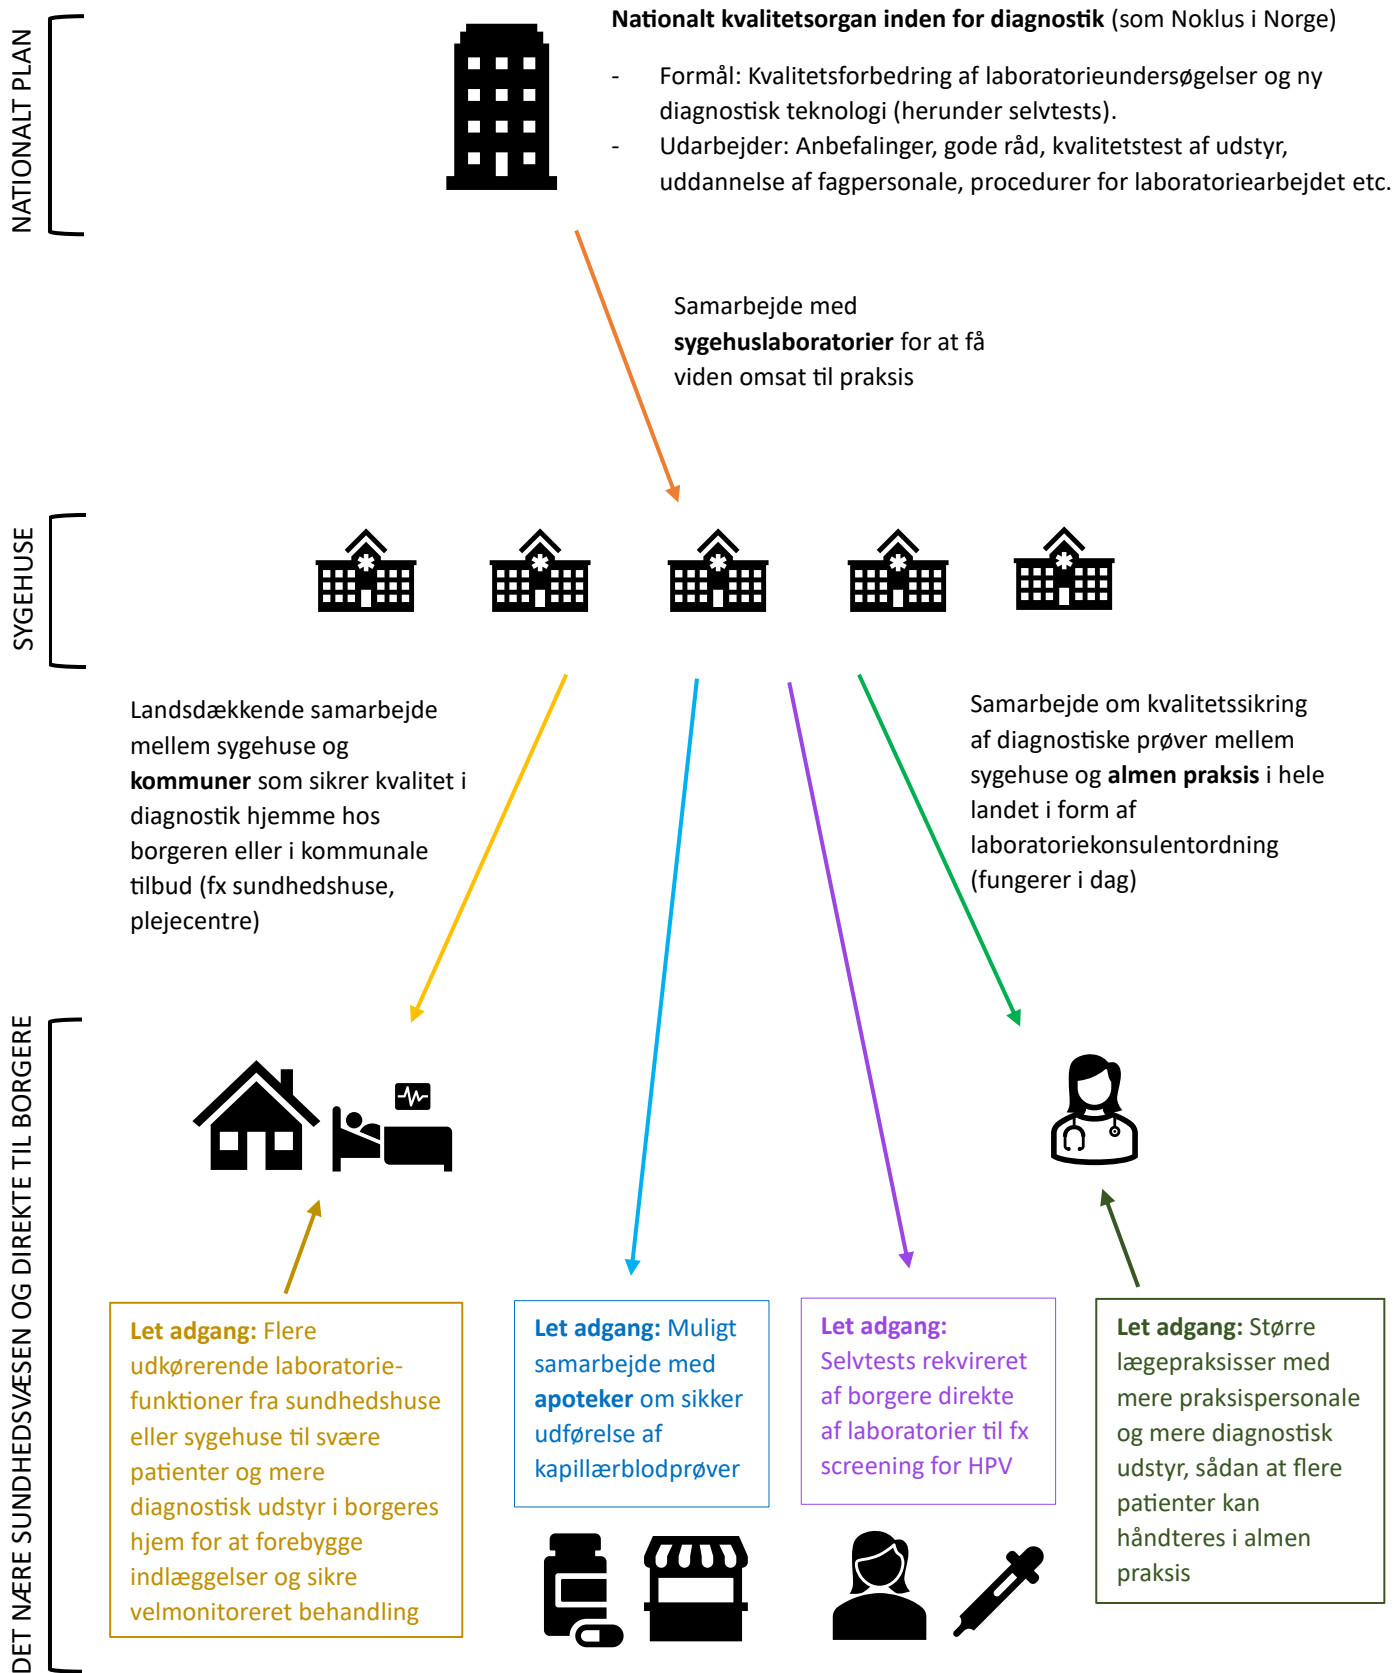 NATIONALT PLAN
Nationalt kvalitetsorgan inden for diagnostik (som Noklus i Norge)
- Formål: Kvalitetsforbedring af laboratorieundersøgelser og ny
diagnostisk teknologi (herunder selvtests).
- Udarbejder: Anbefalinger, gode råd, kvalitetstest af udstyr,
uddannelse af fagpersonale, procedurer for laboratoriearbejdet etc.
Samarbejde med
sygehuslaboratorier for at få
viden omsat til praksis
SYGEHUSE
Landsdækkende samarbejde
mellem sygehuse og
kommuner som sikrer kvalitet i
diagnostik hjemme hos
borgeren eller i kommunale
tilbud (fx sundhedshuse,
plejecentre)
Samarbejde om kvalitetssikring
af diagnostiske prøver mellem
sygehuse og almen praksis i hele
landet i form af
laboratoriekonsulentordning
(fungerer i dag)
DET NÆRE SUNDHEDSVÆSEN OG DIREKTE TIL BORGERE
Let adgang: Flere
udkørerende laboratorie-
funktioner fra sundhedshuse
eller sygehuse til svære
patienter og mere
diagnostisk udstyr i borgeres
hjem for at forebygge
indlæggelser og sikre
velmonitoreret behandling
Let adgang: Muligt
samarbejde med
apoteker om sikker
udførelse af
kapillærblodprøver
Let adgang:
Selvtests rekvireret
af borgere direkte
af laboratorier til fx
screening for HPV
Let adgang: Større
lægepraksisser med
mere praksispersonale
og mere diagnostisk
udstyr, sådan at flere
patienter kan
håndteres i almen
praksis